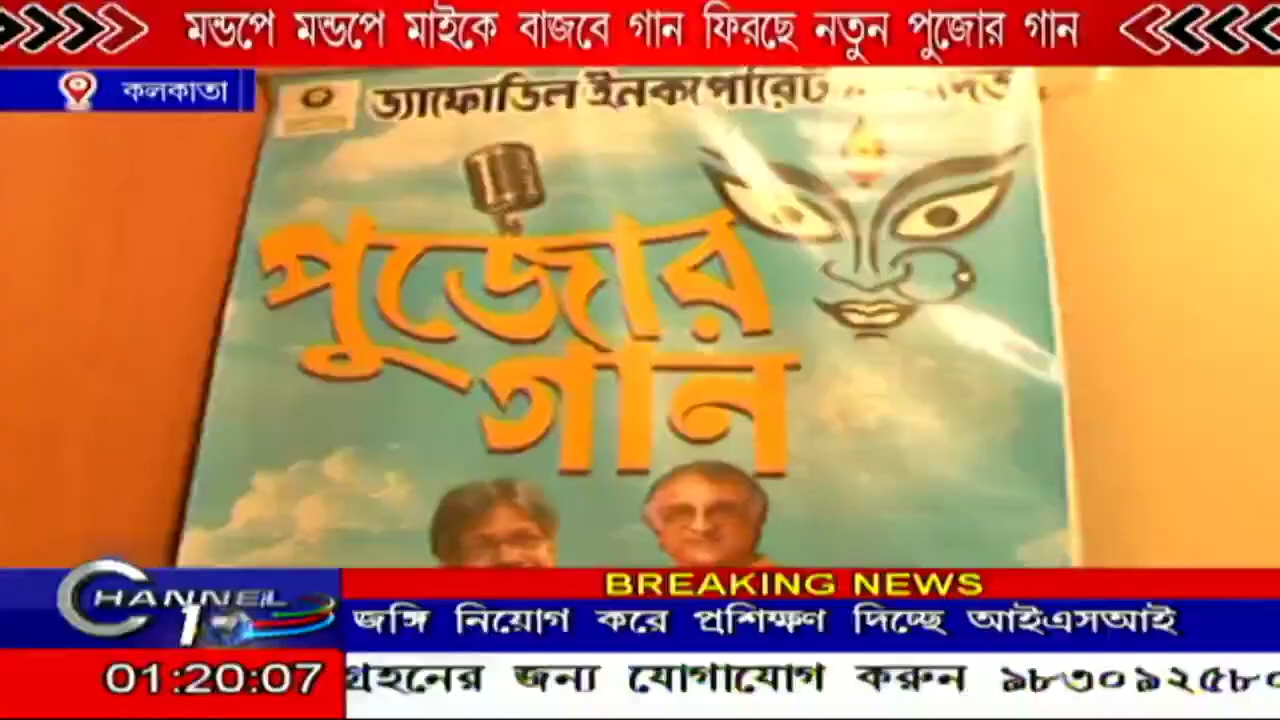 মন্ডপে মন্ডপে মাইকে বাজবে গান ফিরছে নতুন পুজোর গান
কলকাতা
ড্যাফোডিল ইনকর্পোরেট
পুজোর
গান
CHANNEL
BREAKING NEWS
জঙ্গি নিয়োগ করে প্রশিক্ষণ দিচ্ছে আইএসআই
01:20:07
গ্রহনের জন্য যোগাযোগ করুন ৯৮৩০৯২৫৮০